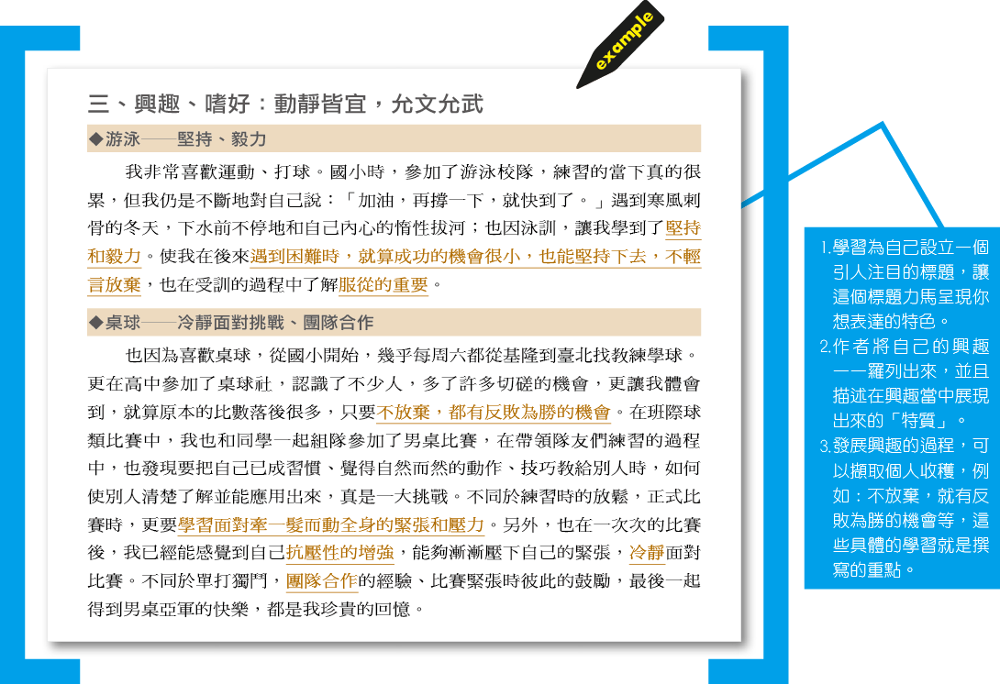 example
三、興趣、嗜好：動靜皆宜，允文允武
◆游泳——堅持、毅力
我非常喜歡運動、打球。國小時，參加了游泳校隊，練習的當下真的很
累，但我仍是不斷地對自己說：「加油，再撐一下，就快到了。」遇到寒風刺
骨的冬天，下水前不停地和自己內心的惰性拔河；也因泳訓，讓我學到了堅持
和毅力。使我在後來遇到困難時，就算成功的機會很小，也能堅持下去，不輕
言放棄，也在受訓的過程中了解服從的重要。
◆桌球——冷靜面對挑戰、團隊合作
也因為喜歡桌球，從國小開始，幾乎每周六都從基隆到臺北找教練學球。
更在高中參加了桌球社，認識了不少人，多了許多切磋的機會，更讓我體會
到，就算原本的比數落後很多，只要不放棄，都有反敗為勝的機會。在班際球
類比賽中，我也和同學一起組隊參加了男桌比賽，在帶領隊友們練習的過程
中，也發現要把自己已成習慣、覺得自然而然的動作、技巧教給別人時，如何
使別人清楚了解並能應用出來，真是一大挑戰。不同於練習時的放鬆，正式比
賽時，更要學習面對牽一髮而動全身的緊張和壓力。另外，也在一次次的比賽
後，我已經能感覺到自己抗壓性的增強，能夠漸漸壓下自己的緊張，冷靜面對
比賽。不同於單打獨鬥，團隊合作的經驗、比賽緊張時彼此的鼓勵，最後一起
得到男桌亞軍的快樂，都是我珍貴的回憶。
1.學習為自己設立一個
引人注目的標題，讓
這個標題力馬呈現你
想表達的特色。
2.作者將自己的興趣
一一羅列出來，並且
描述在興趣當中展現
出來的「特質」。
3.發展興趣的過程，可
以擷取個人收穫，例
如：不放棄，就有反
敗為勝的機會等，這
些具體的學習就是撰
寫的重點。